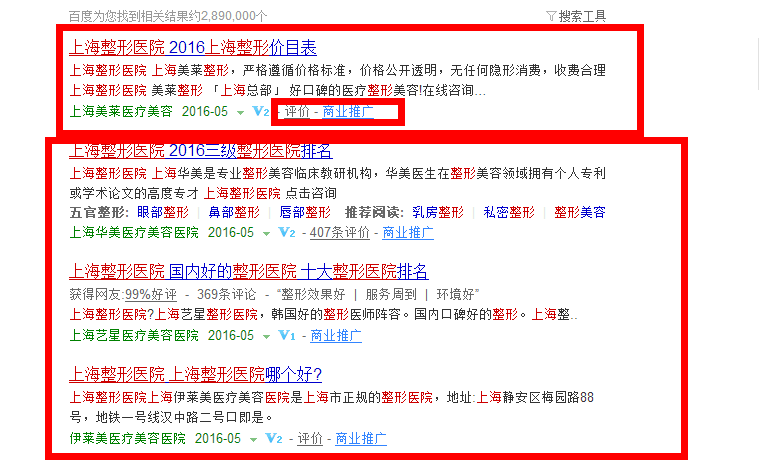 百度为您找到相关结果约2,890,000个 搜索工具
上海整形医院 2016上海整形价目表
上海整形医院 上海美莱整形，严格遵循价格标准，价格公开透明，无任何隐形消费，收费合理
上海整形医院 美莱整形 「上海总部」 好口碑的医疗整形美容!在线咨询...
上海美莱医疗美容 2016-05 V2 - 评价 - 商业推广
上海整形医院 2016三级整形医院排名
上海整形医院 上海华美是专业整形美容临床教研机构，华美医生在整形美容领域拥有个人专利
或学术论文的高度专才 上海整形医院 点击咨询
五官整形: 眼部整形 | 鼻部整形 | 唇部整形 推荐阅读: 乳房整形 | 私密整形 | 整形美容
上海华美医疗美容医院 2016-05 V2 - 407条评价 - 商业推广
上海整形医院 国内好的整形医院 十大整形医院排名
获得网友:99%好评 - 369条评论 - “整形效果好 | 服务周到 | 环境好”
上海整形医院?上海艺星整形医院，韩国好的整形医师阵容。国内口碑好的整形。上海整..
上海艺星医疗美容医院 2016-05 V1 - 商业推广
上海整形医院 上海整形医院哪个好?
上海整形医院上海伊莱美医疗美容医院是上海市正规的整形医院，地址:上海静安区梅园路88
号，地铁一号线汉中路二号口即是。
伊莱美医疗美容医院 2016-05 V2 - 评价 - 商业推广